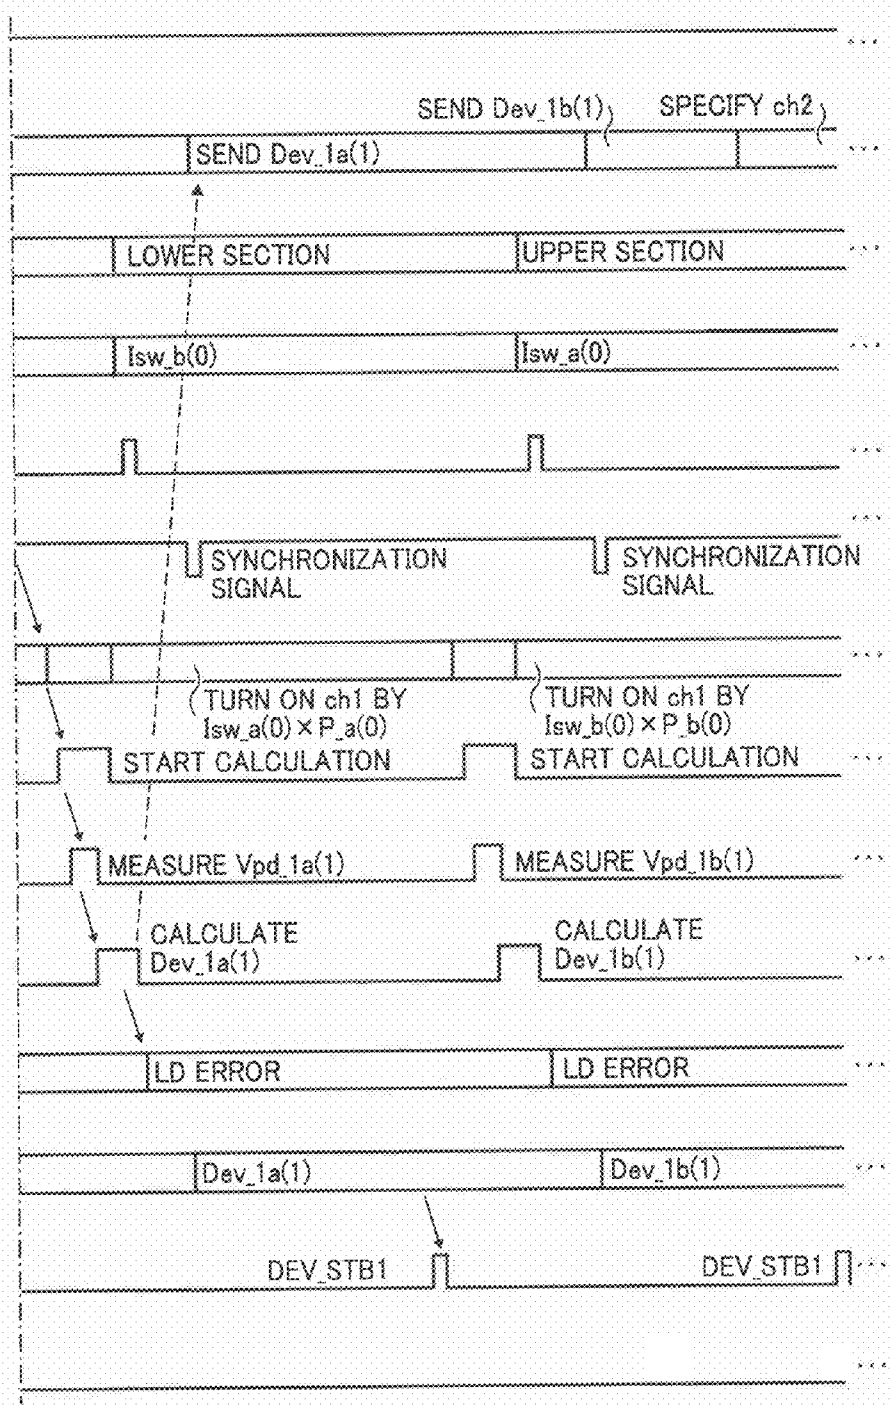 SEND Dev_1b(1)
SPECIFY ch2
SEND Dev_1a(1)
LOWER SECTION
UPPER SECTION
Isw_b(0)
Isw_a(0)
SYNCHRONIZATION
SIGNAL
SYNCHRONIZATION
SIGNAL
TURN ON ch1 BY
Isw_a(0)×P_a(0)
TURN ON ch1 BY
Isw_b(0)×P_b(0)
START CALCULATION
START CALCULATION
MEASURE Vpd_1a(1)
MEASURE Vpd_1b(1)
CALCULATE
Dev_1a(1)
CALCULATE
Dev_1b(1)
LD ERROR
LD ERROR
Dev_1a(1)
Dev_1b(1)
DEV_STB1
DEV_STB1